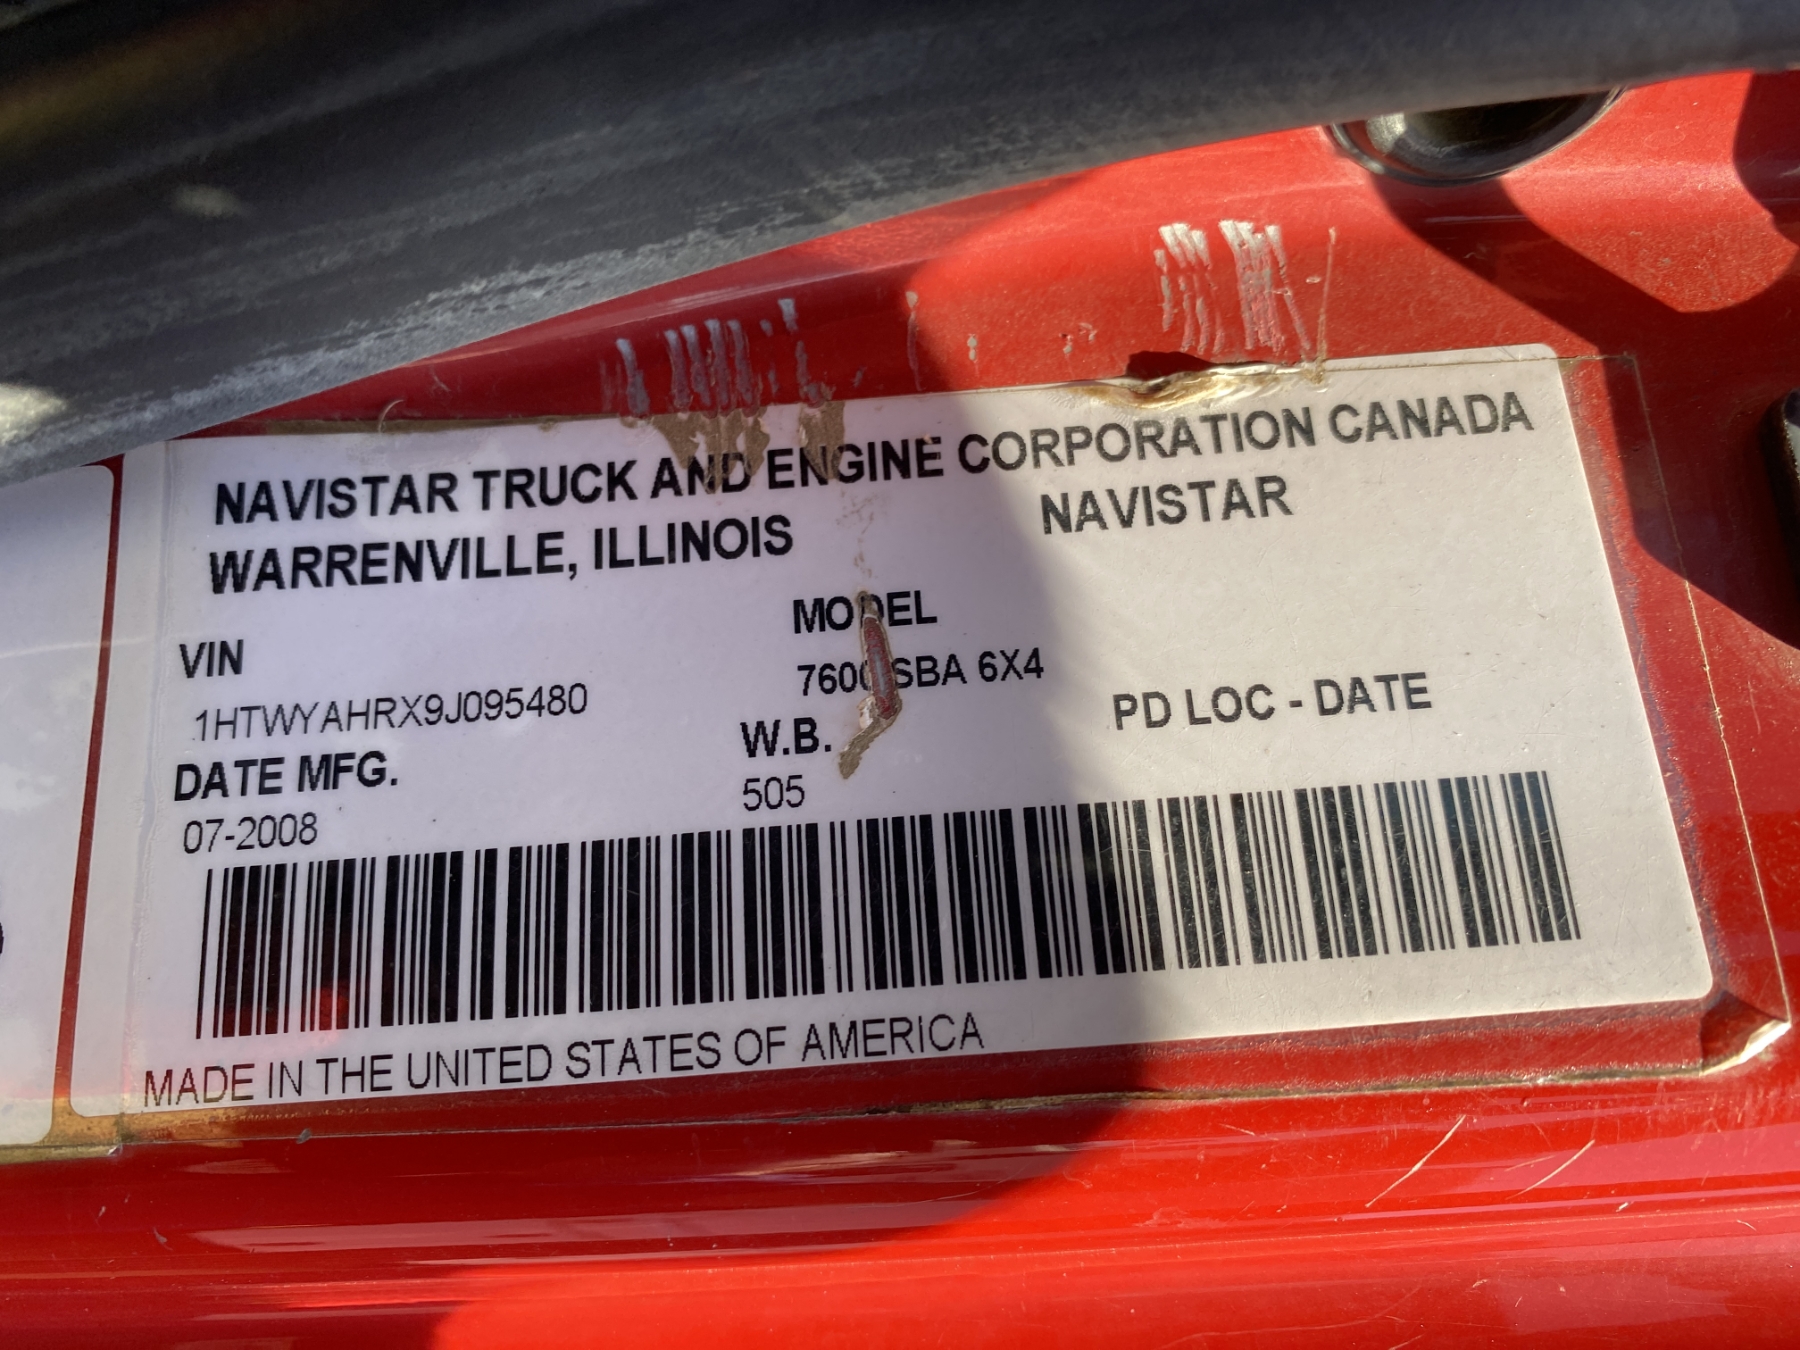 NAVISTAR TRUCK AND ENGINE CORPORATION CANADA
WARRENVILLE, ILLINOIS NAVISTAR
VIN MODEL
1HTWYAHRX9J095480 7600 SBA 6X4
DATE MFG. W.B. PD LOC - DATE
07-2008 505
MADE IN THE UNITED STATES OF AMERICA